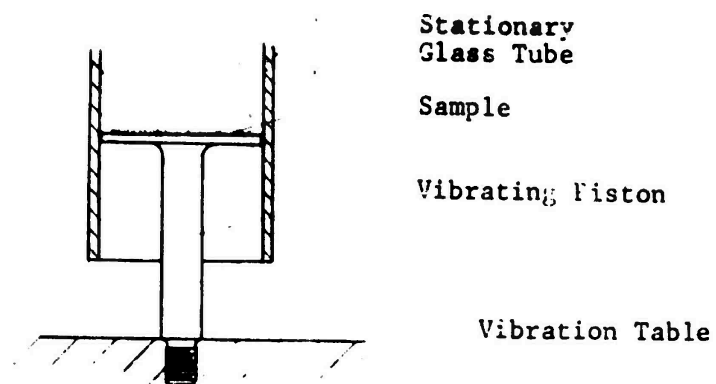 Stationary
Glass Tube
Sample
Vibrating Piston
Vibration Table